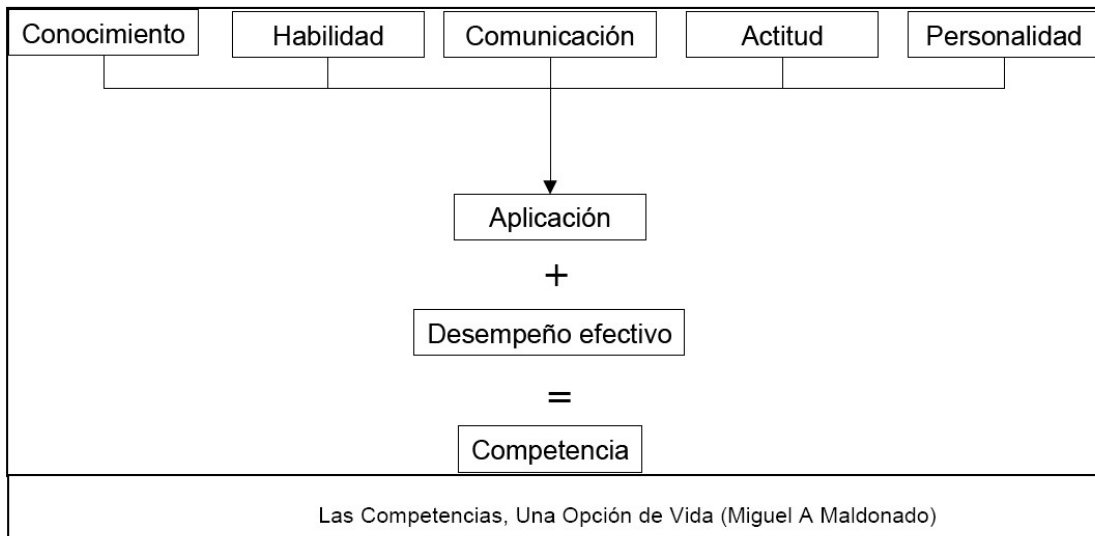 Conocimiento Habilidad Comunicación Actitud Personalidad
Aplicación
+
Desempeño efectivo
=
Competencia
Las Competencias, Una Opción de Vida (Miguel A Maldonado)